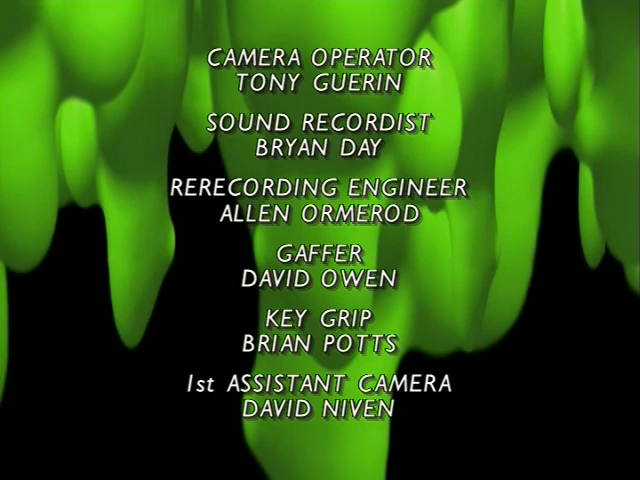 CAMERA OPERATOR
TONY GUERIN
SOUND RECORDIST
BRYAN DAY
RERECORDING ENGINEER
ALLEN ORMEROD
GAFFER
DAVID OWEN
KEY GRIP
BRIAN POTTS
1st ASSISTANT CAMERA
DAVID NIVEN